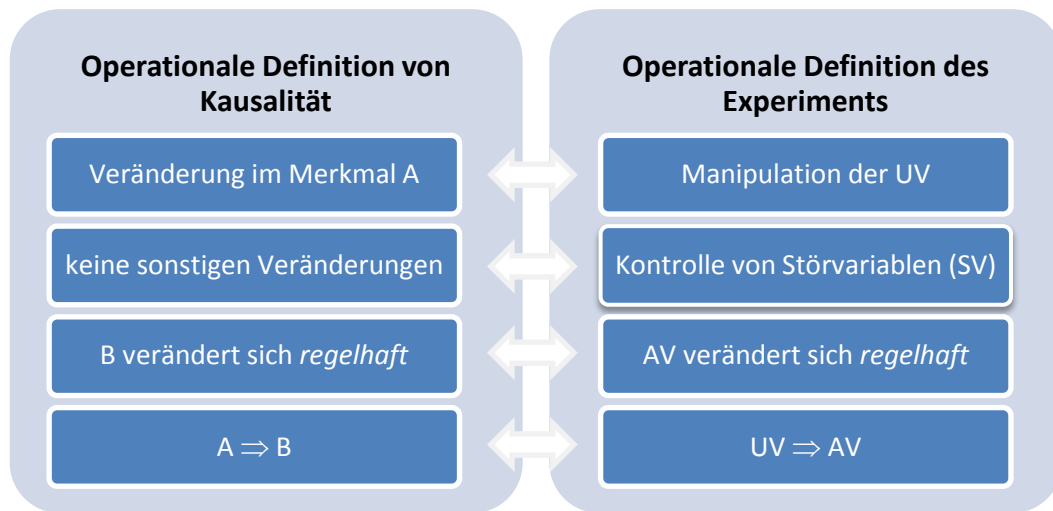 Operationale Definition von
Kausalität
Veränderung im Merkmal A
keine sonstigen Veränderungen
B verändert sich regelhaft
A ⇒ B
Operationale Definition des
Experiments
Manipulation der UV
Kontrolle von Störvariablen (SV)
AV verändert sich regelhaft
UV ⇒ AV